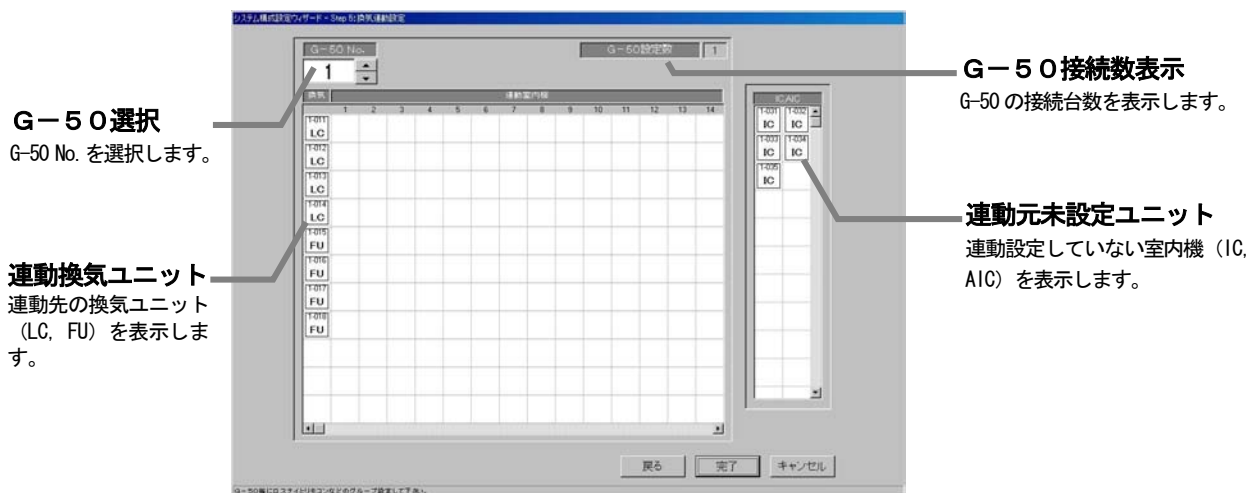 システム構成設定ウィザード - Step 6:換気連動設定
G-50 No.
1
G-50設定数 1
換気 連動室内機
1 2 3 4 5 6 7 8 9 10 11 12 13 14
1-011
LC
1-012
LC
1-013
LC
1-014
LC
1-015
FU
1-016
FU
1-017
FU
1-018
FU
IC,AIC
1-031 1-032
IC IC
1-033 1-034
IC IC
1-035
IC
戻る 完了 キャンセル
G-50選択
G-50 No. を選択します。
連動換気ユニット
連動先の換気ユニット
(LC, FU) を表示しま
す。
G-50接続数表示
G-50 の接続台数を表示します。
連動元未設定ユニット
連動設定していない室内機 (IC,
AIC) を表示します。